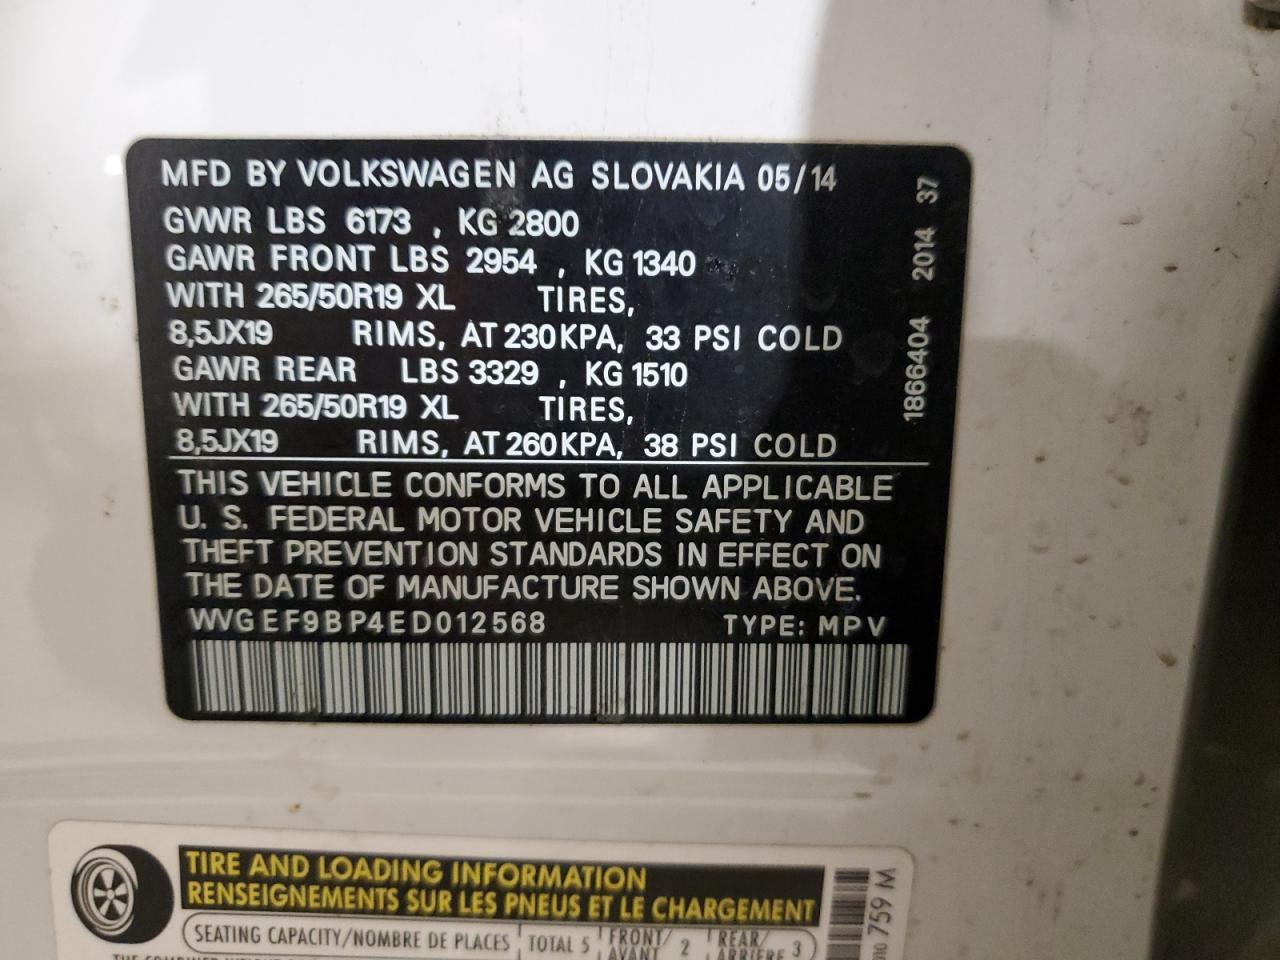 MFD BY VOLKSWAGEN AG SLOVAKIA 05/14
GVWR LBS 6173 , KG 2800
GAWR FRONT LBS 2954 , KG 1340
WITH 265/50R19 XL TIRES,
8,5JX19 RIMS, AT 230KPA, 33 PSI COLD
GAWR REAR LBS 3329 , KG 1510
WITH 265/50R19 XL TIRES,
8,5JX19 RIMS, AT 260KPA, 38 PSI COLD
THIS VEHICLE CONFORMS TO ALL APPLICABLE
U. S. FEDERAL MOTOR VEHICLE SAFETY AND
THEFT PREVENTION STANDARDS IN EFFECT ON
THE DATE OF MANUFACTURE SHOWN ABOVE.
WVGEF9BP4ED012568 TYPE: MPV
1866404 2014 37
TIRE AND LOADING INFORMATION
RENSEIGNEMENTS SUR LES PNEUS ET LE CHARGEMENT
SEATING CAPACITY/NOMBRE DE PLACES TOTAL 5 FRONT/AVANT 2 REAR/ARRIÈRE 3
759 M